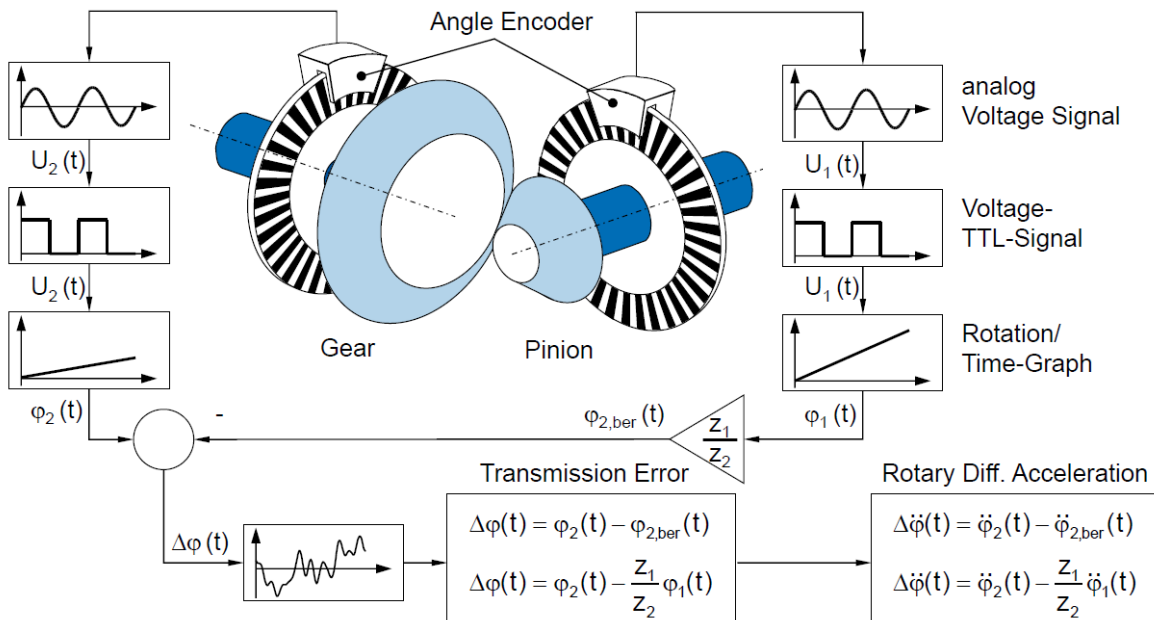 Angle Encoder
analog
Voltage Signal
U₂ (t)
U₁ (t)
Voltage-
TTL-Signal
U₂ (t)
U₁ (t)
Gear
Pinion
Rotation/
Time-Graph
φ₂ (t)
-
φ₂,ber (t)
z₁
z₂
φ₁ (t)
Transmission Error
Rotary Diff. Acceleration
Δφ (t)
Δφ(t) = φ₂(t) − φ₂,ber(t)
Δφ(t) = φ₂(t) − z₁/z₂ φ₁(t)
Δφ̈(t) = φ̈₂(t) − φ̈₂,ber(t)
Δφ̈(t) = φ̈₂(t) − z₁/z₂ φ̈₁(t)